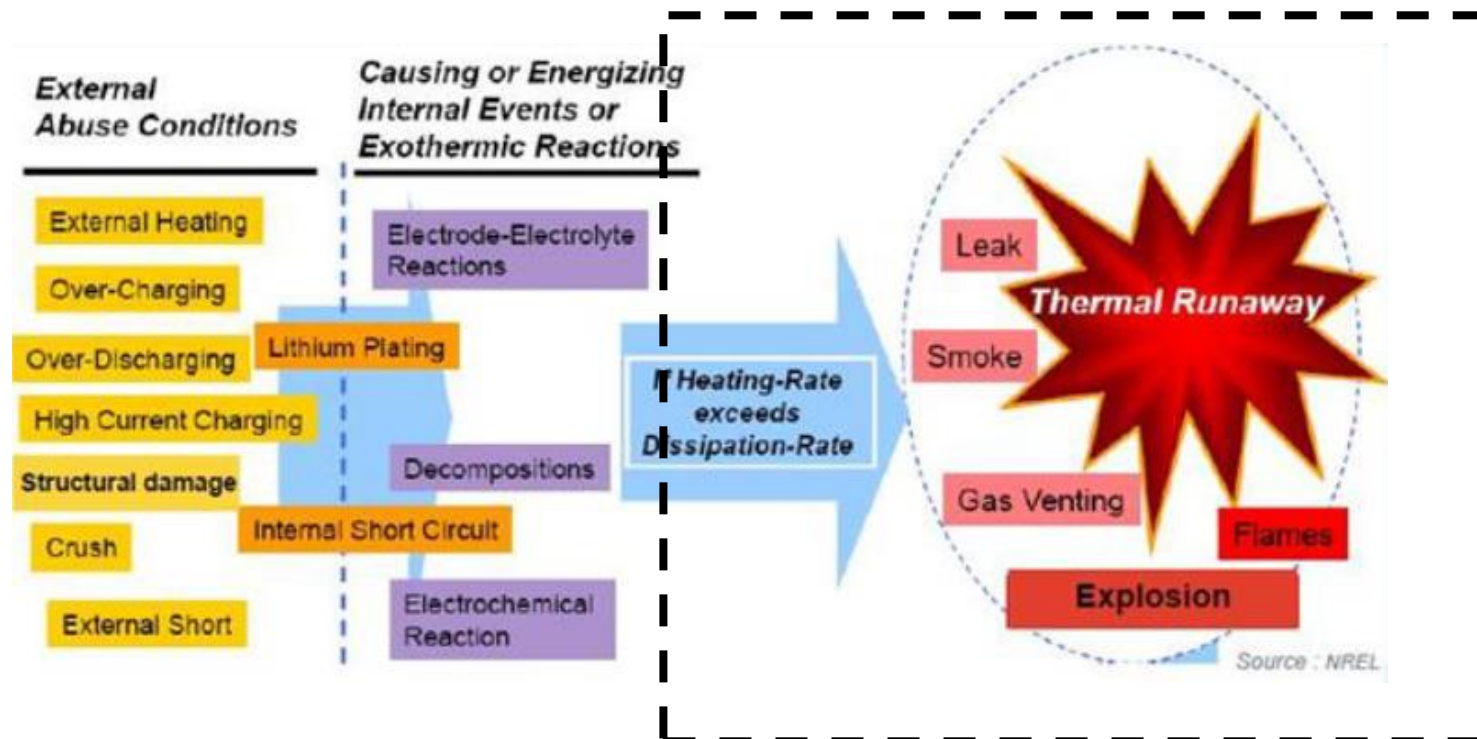 External
Abuse Conditions
Causing or Energizing
Internal Events or
Exothermic Reactions
External Heating
Over-Charging
Over-Discharging
High Current Charging
Structural damage
Crush
External Short
Lithium Plating
Internal Short Circuit
Electrode-Electrolyte
Reactions
Decompositions
Electrochemical
Reaction
If Heating-Rate
exceeds
Dissipation-Rate
Leak
Smoke
Gas Venting
Thermal Runaway
Flames
Explosion
Source : NREL